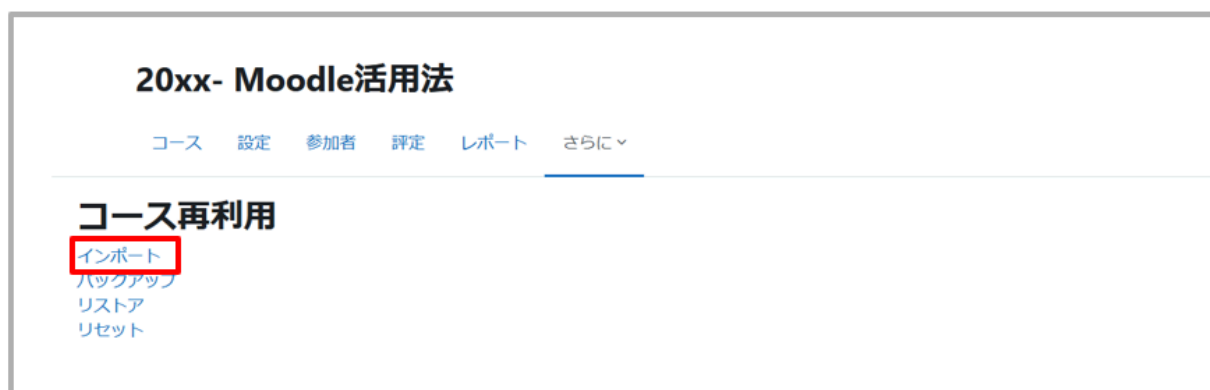 20xx- Moodle活用法
コース 設定 参加者 評定 レポート さらに
コース再利用
インポート
バックアップ
リストア
リセット